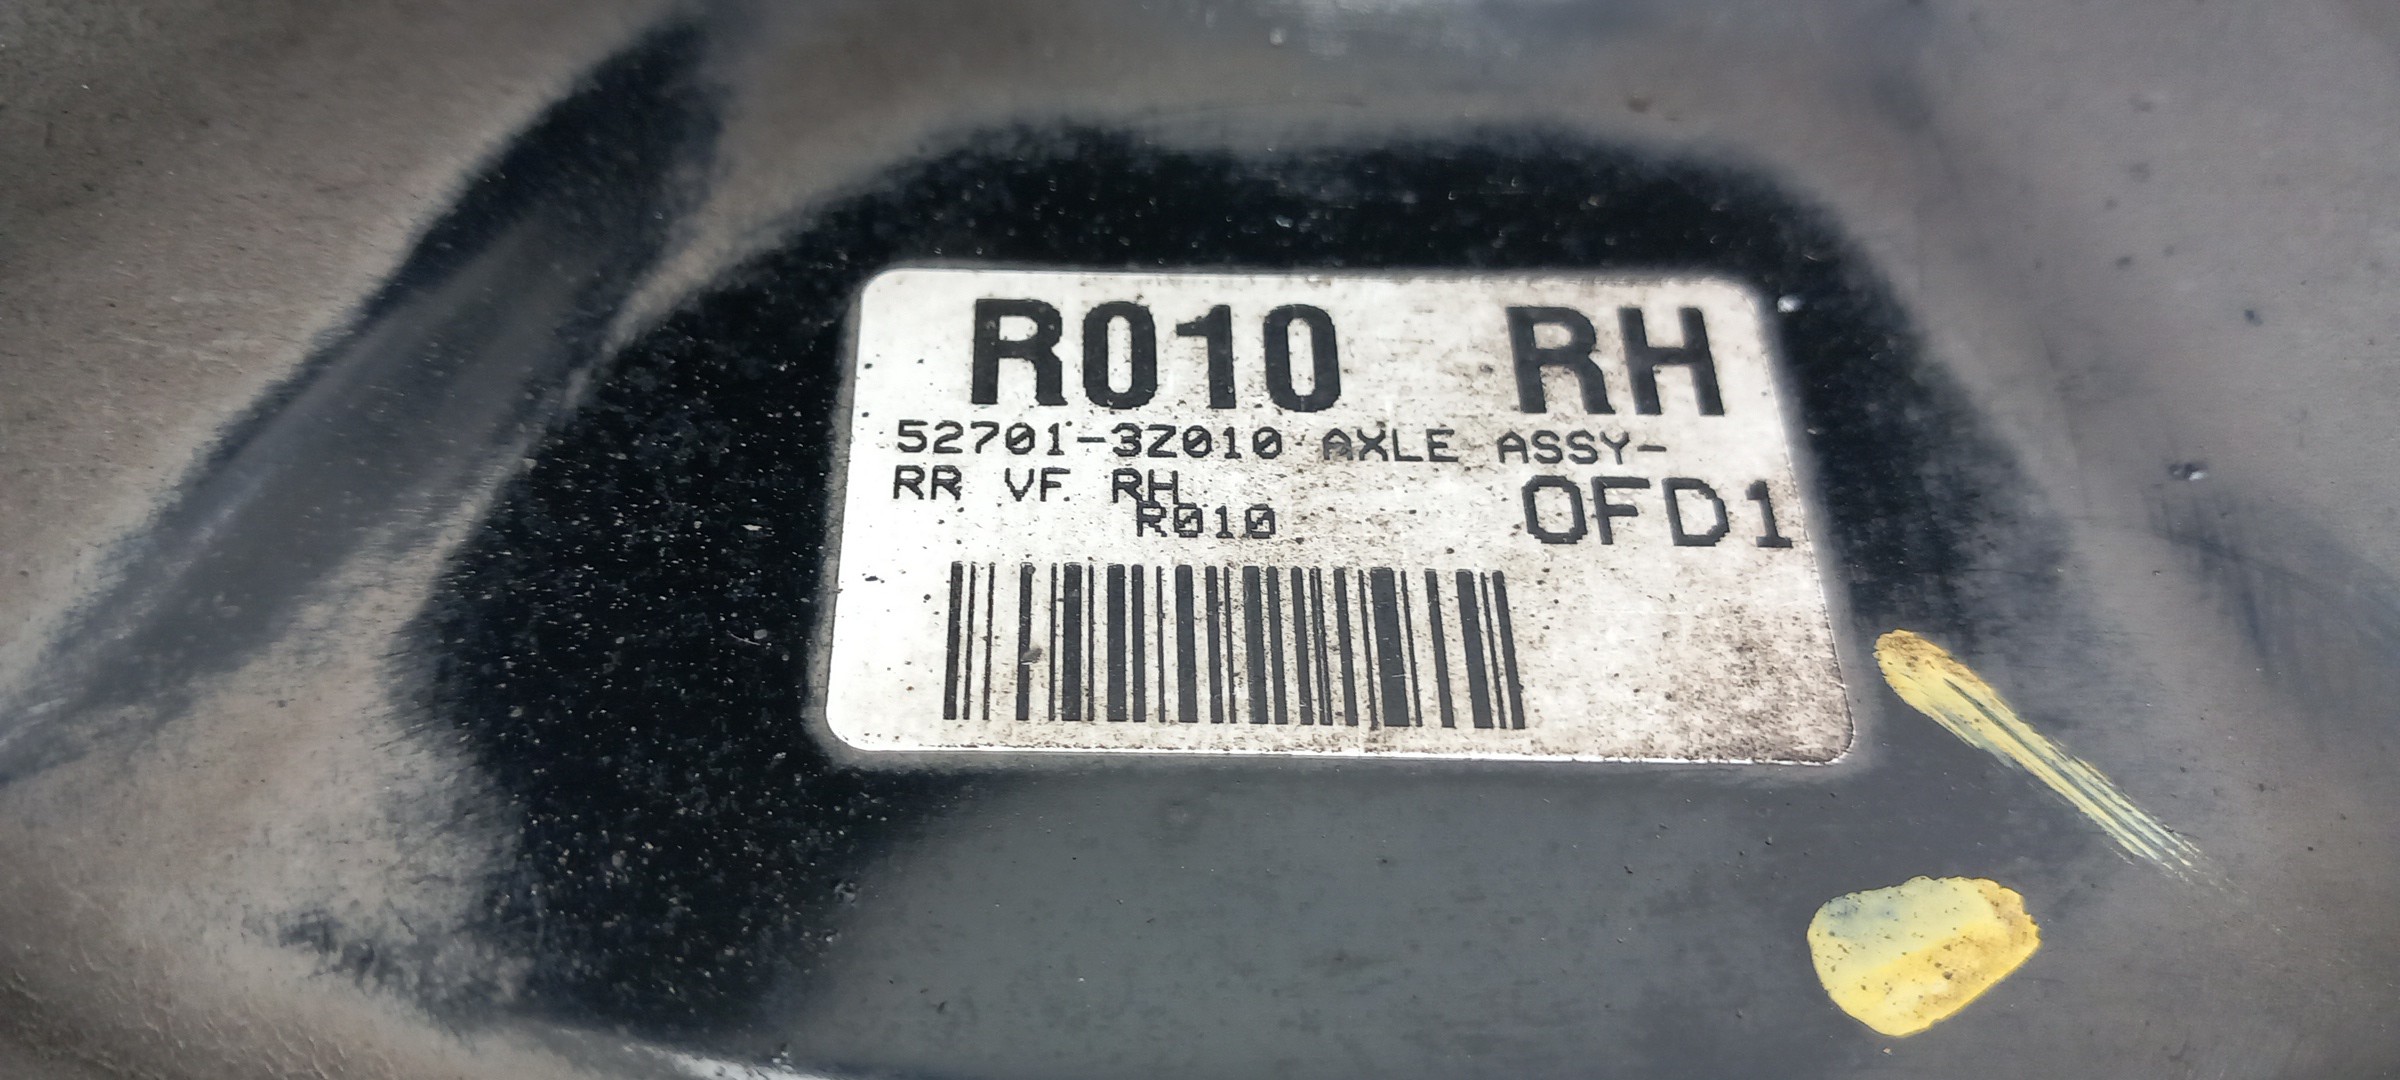 R010 RH
52701-3Z010 AXLE ASSY-
RR VF RH
R010 OFD1